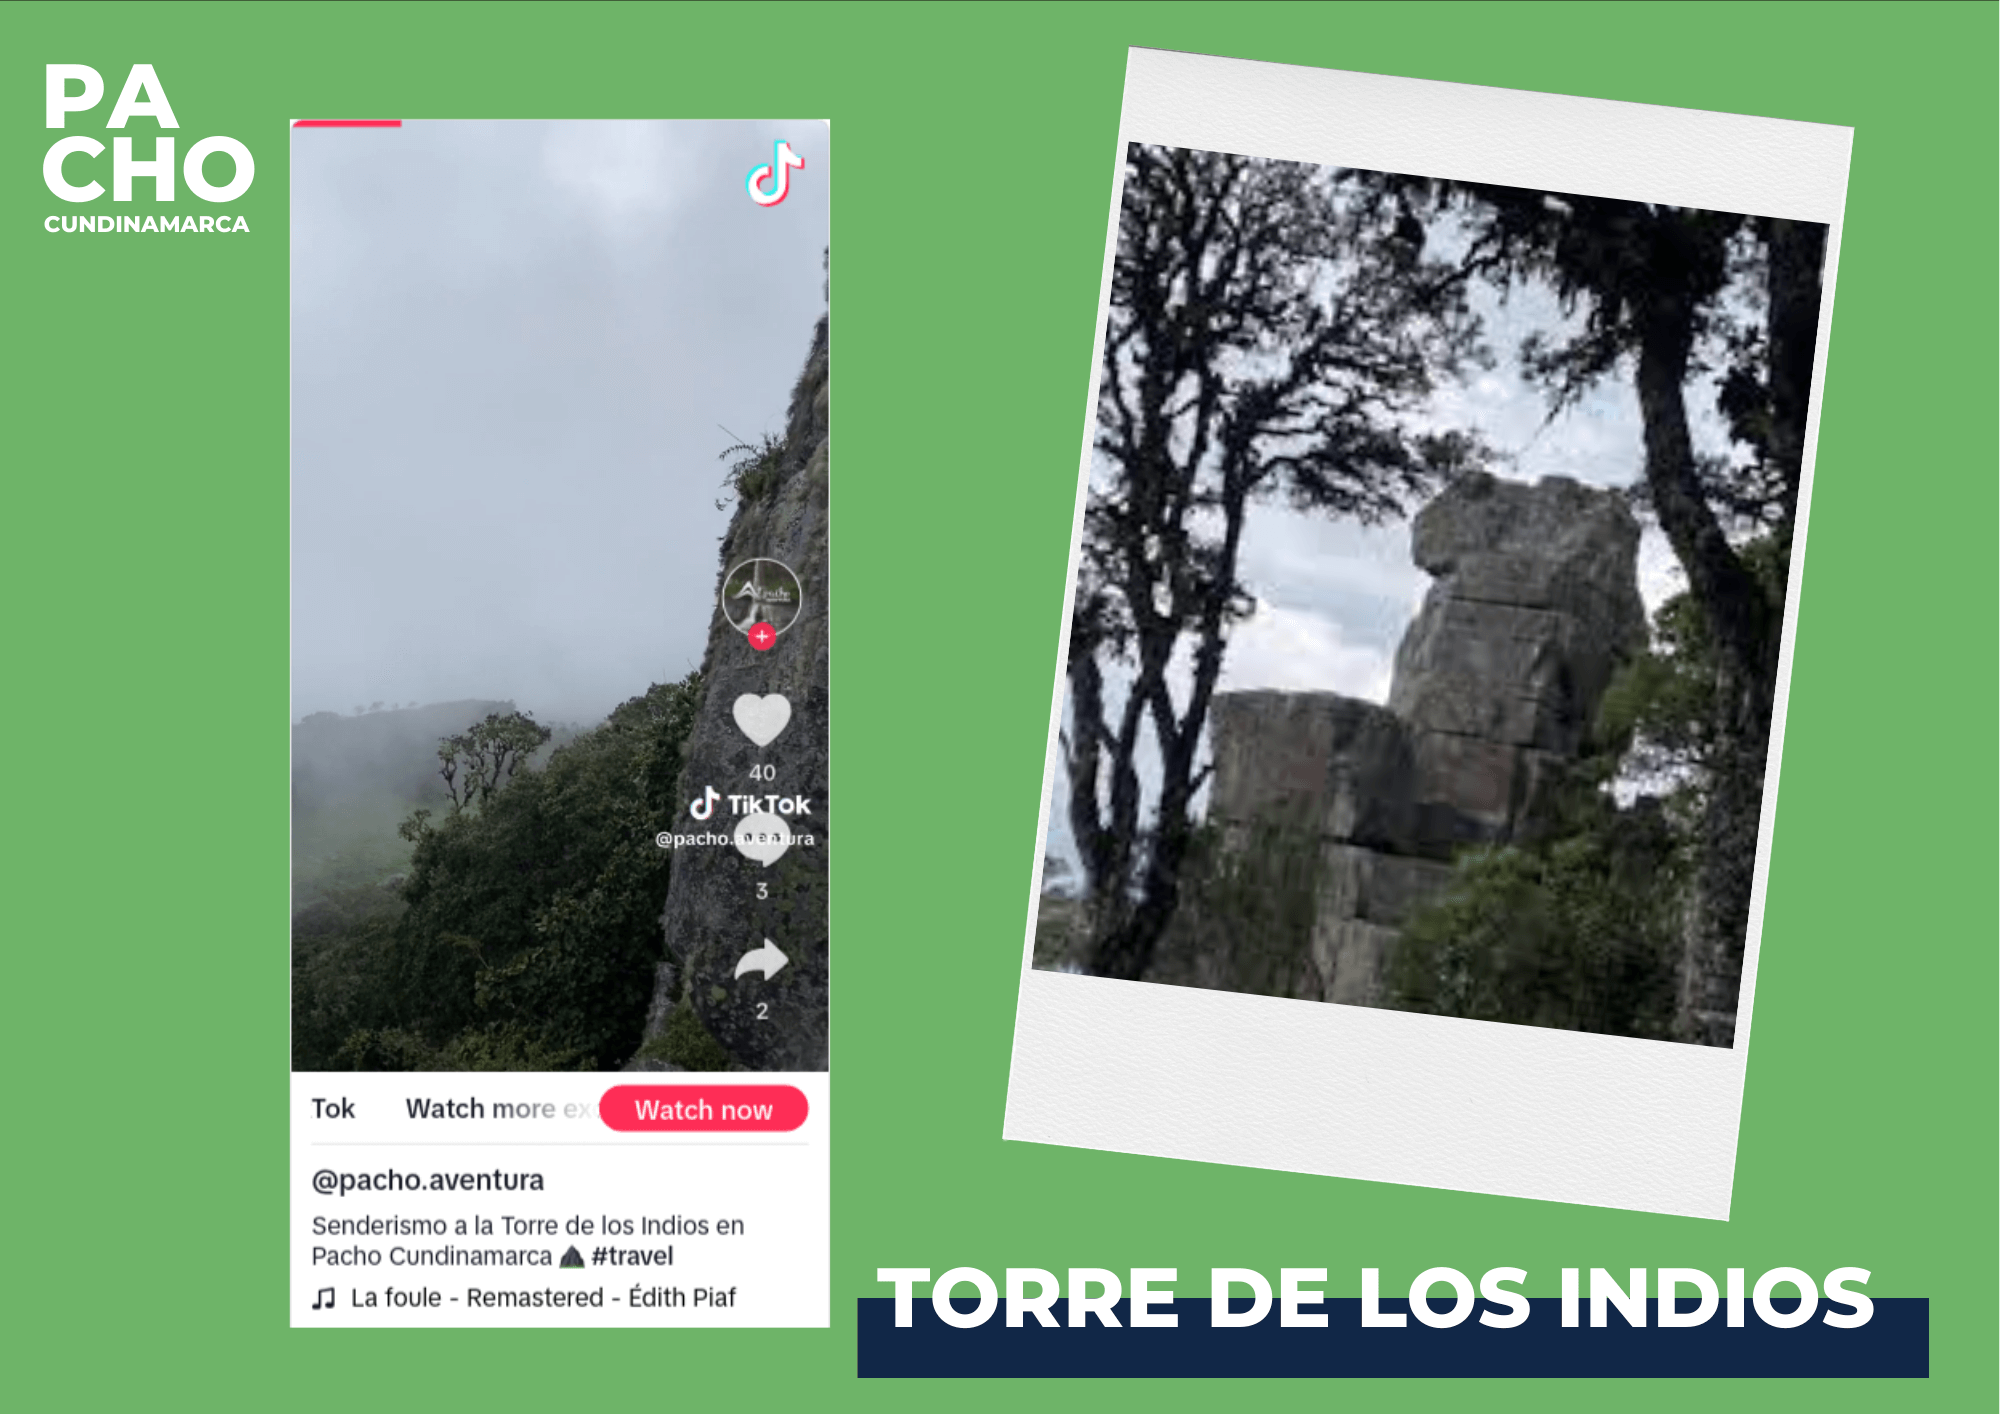 PA
CHO
CUNDINAMARCA
40
TikTok
@pacho.aventura
3
2
Tok Watch more ex Watch now
@pacho.aventura
Senderismo a la Torre de los Indios en
Pacho Cundinamarca #travel
La foule - Remastered - Édith Piaf
TORRE DE LOS INDIOS